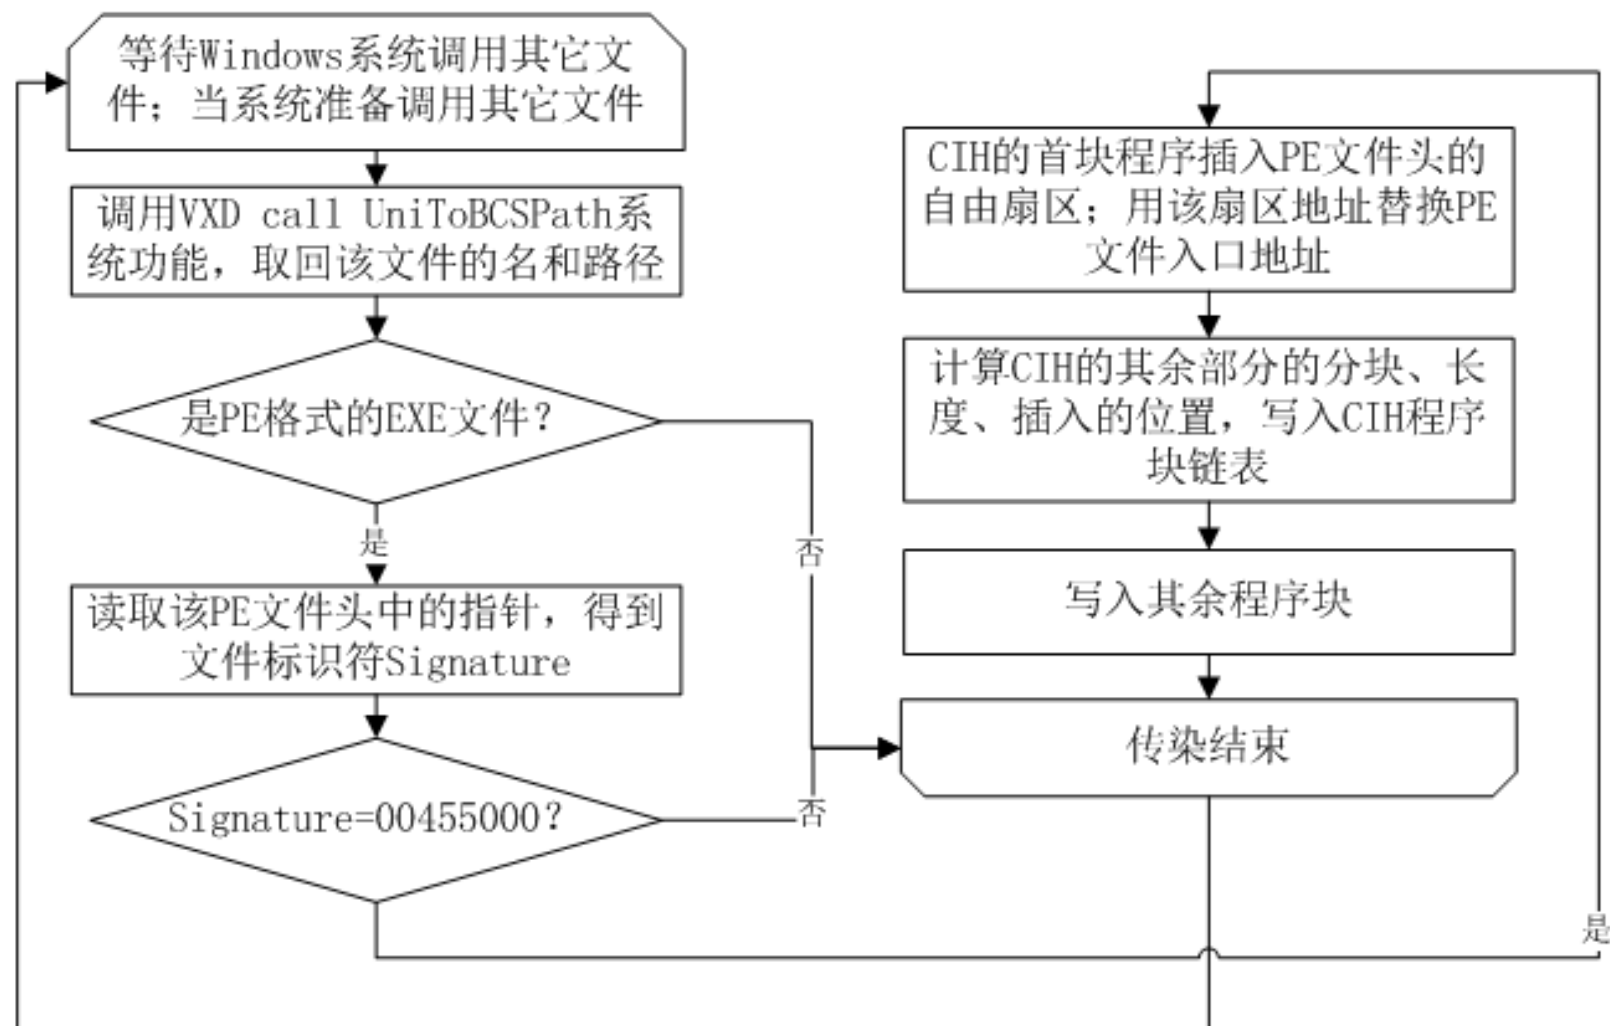 等待Windows系统调用其它文
件；当系统准备调用其它文件
调用VXD call UniToBCSPath系
统功能，取回该文件的名和路径
是PE格式的EXE文件？
是
否
读取该PE文件头中的指针，得到
文件标识符Signature
Signature=00455000？
否
是
CIH的首块程序插入PE文件头的
自由扇区；用该扇区地址替换PE
文件入口地址
计算CIH的其余部分的分块、长
度、插入的位置，写入CIH程序
块链表
写入其余程序块
传染结束